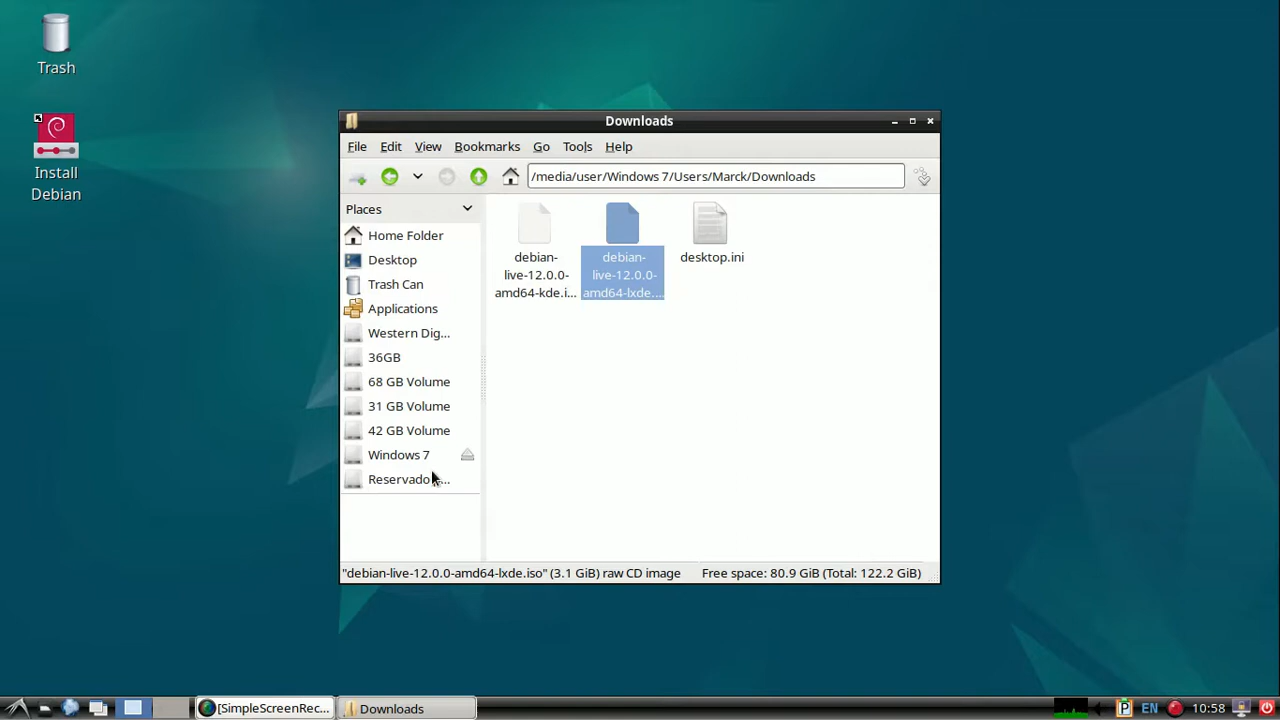 Trash
Install
Debian
Downloads
File Edit View Bookmarks Go Tools Help
/media/user/Windows 7/Users/Marck/Downloads
Places
Home Folder
Desktop
Trash Can
Applications
Western Dig...
36GB
68 GB Volume
31 GB Volume
42 GB Volume
Windows 7
Reservado...
debian-
live-12.0.0-
amd64-kde.i...
debian-
live-12.0.0-
amd64-lxde....
desktop.ini
"debian-live-12.0.0-amd64-lxde.iso" (3.1 GiB) raw CD image Free space: 80.9 GiB (Total: 122.2 GiB)
[SimpleScreenRec... Downloads P EN 10:58